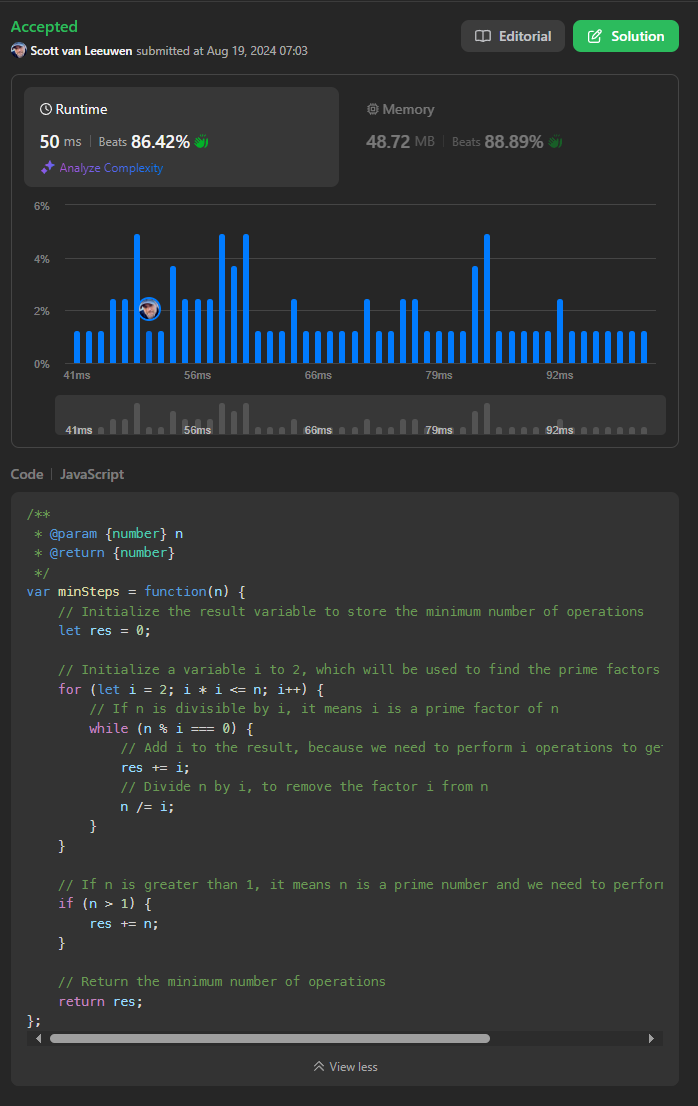 Accepted
Scott van Leeuwen submitted at Aug 19, 2024 07:03
Editorial
Solution
Runtime
50 ms Beats 86.42%
Analyze Complexity
Memory
48.72 MB Beats 88.89%
6%
4%
2%
0%
41ms 56ms 66ms 79ms 92ms
41ms 56ms 66ms 79ms 92ms
Code JavaScript
/**
 * @param {number} n
 * @return {number}
 */
var minSteps = function(n) {
    // Initialize the result variable to store the minimum number of operations
    let res = 0;
    // Initialize a variable i to 2, which will be used to find the prime factors
    for (let i = 2; i * i <= n; i++) {
        // If n is divisible by i, it means i is a prime factor of n
        while (n % i === 0) {
            // Add i to the result, because we need to perform i operations to get
            res += i;
            // Divide n by i, to remove the factor i from n
            n /= i;
        }
    }
    // If n is greater than 1, it means n is a prime number and we need to perform
    if (n > 1) {
        res += n;
    }
    // Return the minimum number of operations
    return res;
};
View less